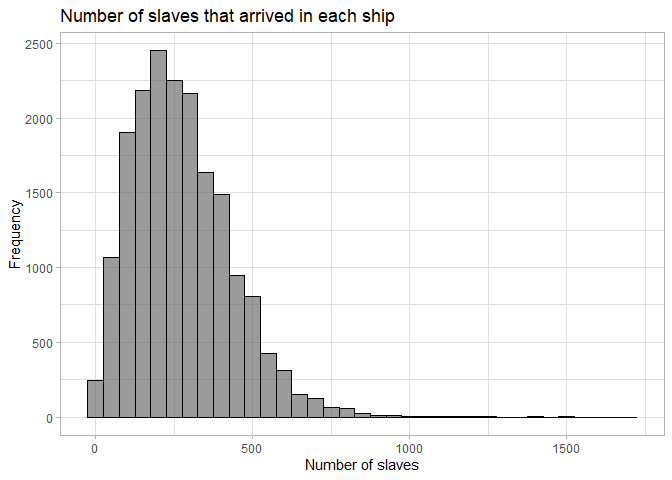 Number of slaves that arrived in each ship
2500
2000
1500
1000
500
0
Frequency
0 500 1000 1500
Number of slaves